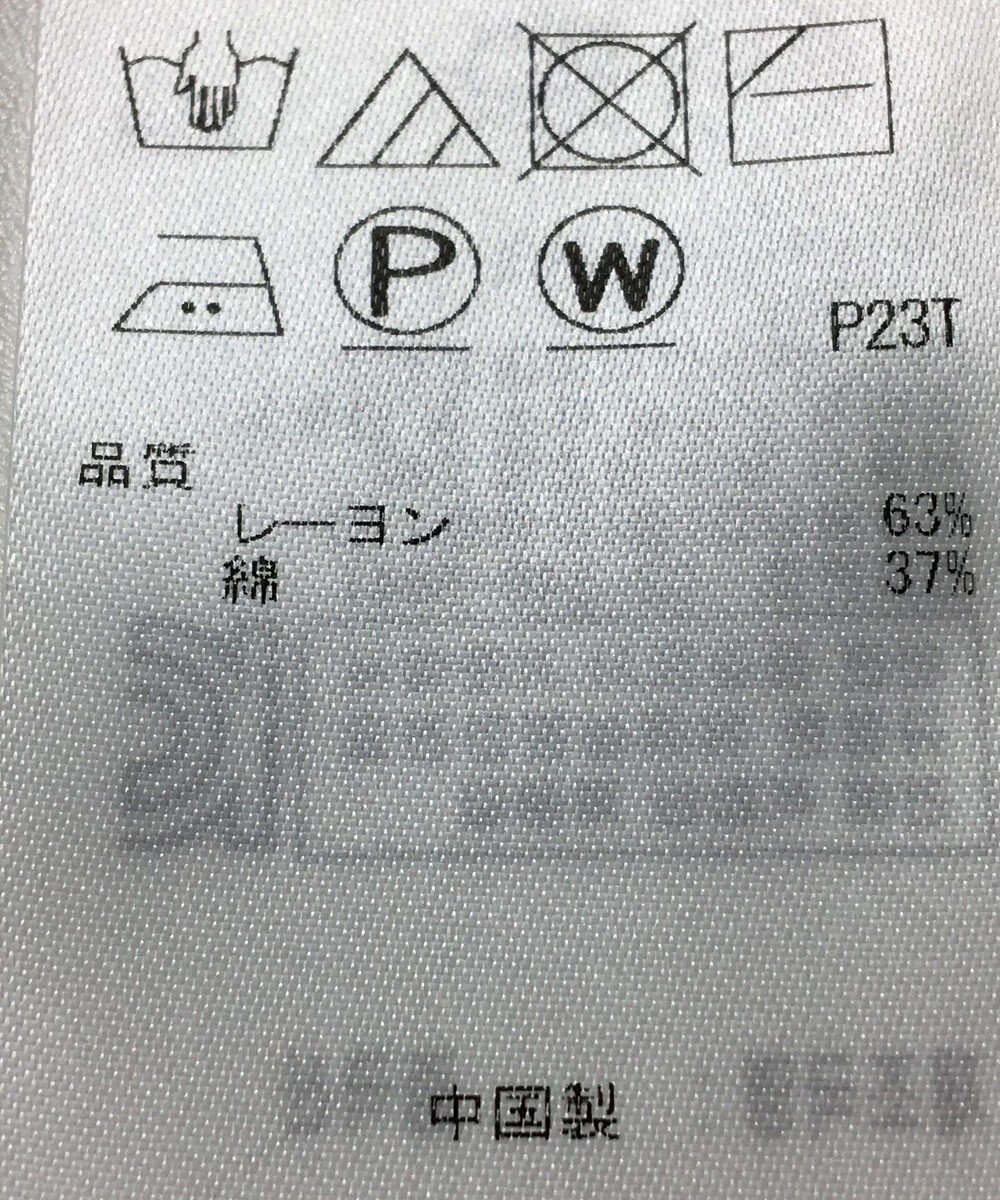 P W
P23T
品質
レーヨン 63%
綿 37%
中国製